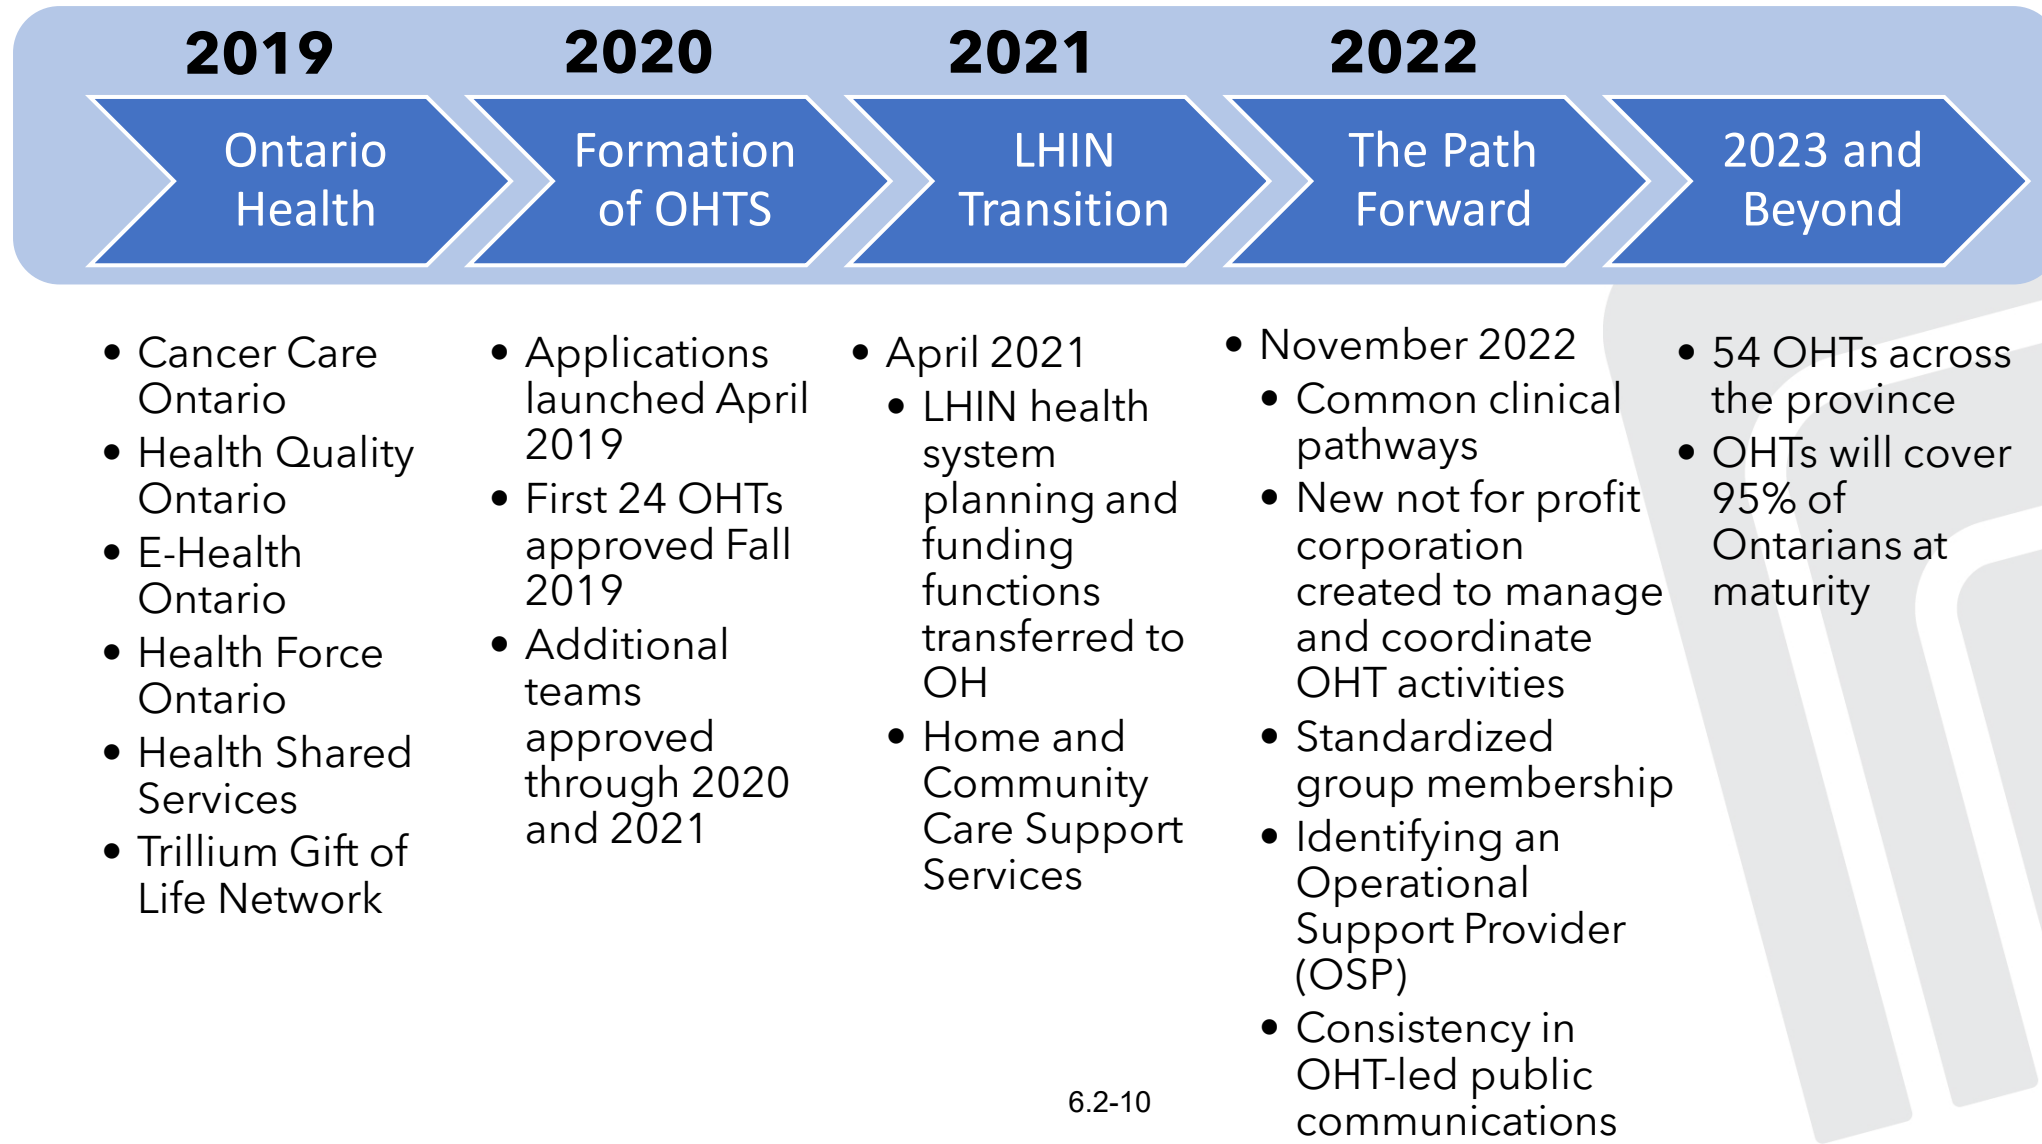 2019
2020
2021
2022
Ontario
Health
Formation
of OHTS
LHIN
Transition
The Path
Forward
2023 and
Beyond
• Cancer Care
Ontario
• Health Quality
Ontario
• E-Health
Ontario
• Health Force
Ontario
• Health Shared
Services
• Trillium Gift of
Life Network
• Applications
launched April
2019
• First 24 OHTs
approved Fall
2019
• Additional
teams
approved
through 2020
and 2021
• April 2021
• LHIN health
system
planning and
funding
functions
transferred to
OH
• Home and
Community
Care Support
Services
• November 2022
• Common clinical
pathways
• New not for profit
corporation
created to manage
and coordinate
OHT activities
• Standardized
group membership
• Identifying an
Operational
Support Provider
(OSP)
• Consistency in
OHT-led public
communications
• 54 OHTs across
the province
• OHTs will cover
95% of
Ontarians at
maturity
6.2-10